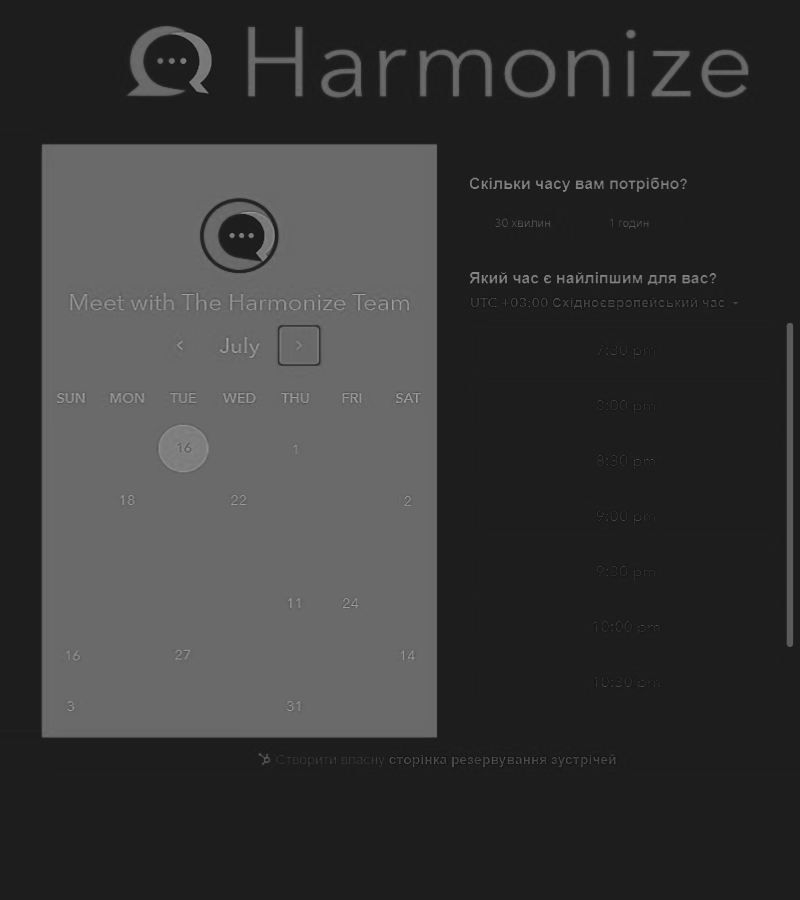 Harmonize
Meet with The Harmonize Team
July
SUN MON TUE WED THU FRI SAT
16 1
18 22 2
11 24
16 27 14
3 31
Скільки часу вам потрібно?
30 хвилин 1 годин
Який час є найліпшим для вас?
UTC +03:00 Східноєвропейський час
7:30 pm
8:00 pm
8:30 pm
9:00 pm
9:30 pm
10:00 pm
10:30 pm
Створити власну сторінка резервування зустрічей